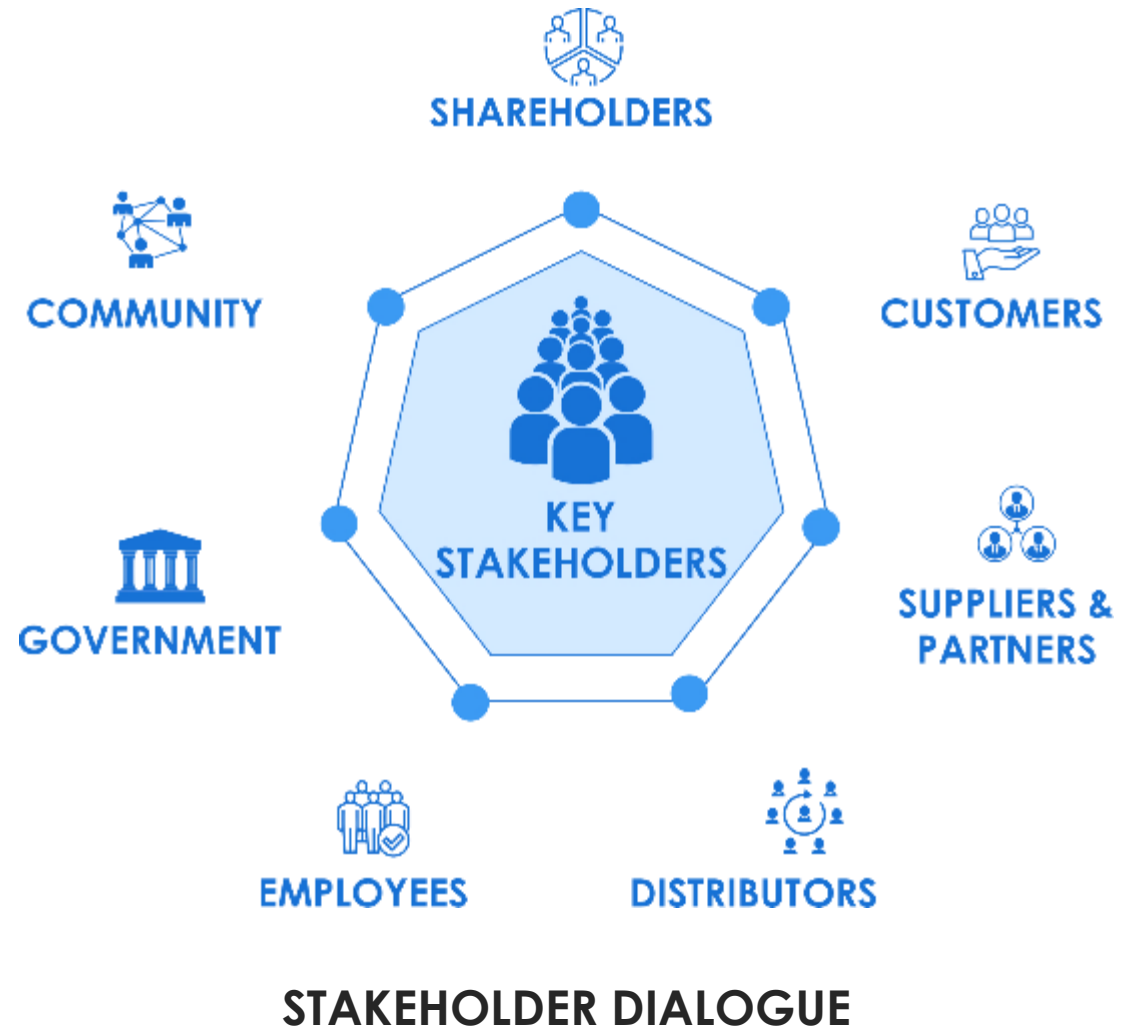 SHAREHOLDERS
COMMUNITY
CUSTOMERS
KEY
STAKEHOLDERS
GOVERNMENT
SUPPLIERS &
PARTNERS
EMPLOYEES
DISTRIBUTORS
STAKEHOLDER DIALOGUE